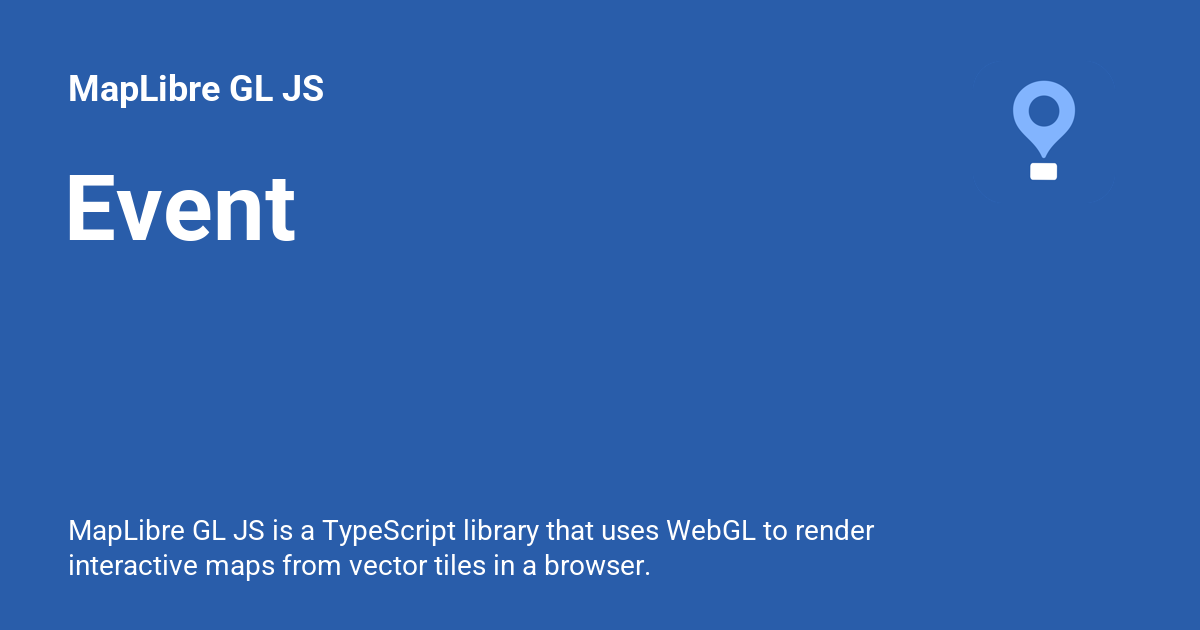 MapLibre GL JS
Event
MapLibre GL JS is a TypeScript library that uses WebGL to render
interactive maps from vector tiles in a browser.